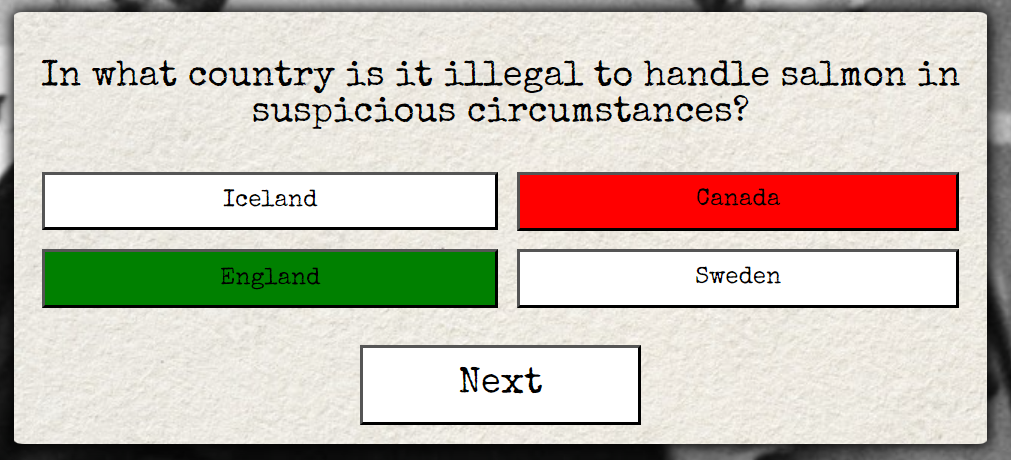 In what country is it illegal to handle salmon in
suspicious circumstances?
Iceland
Canada
England
Sweden
Next